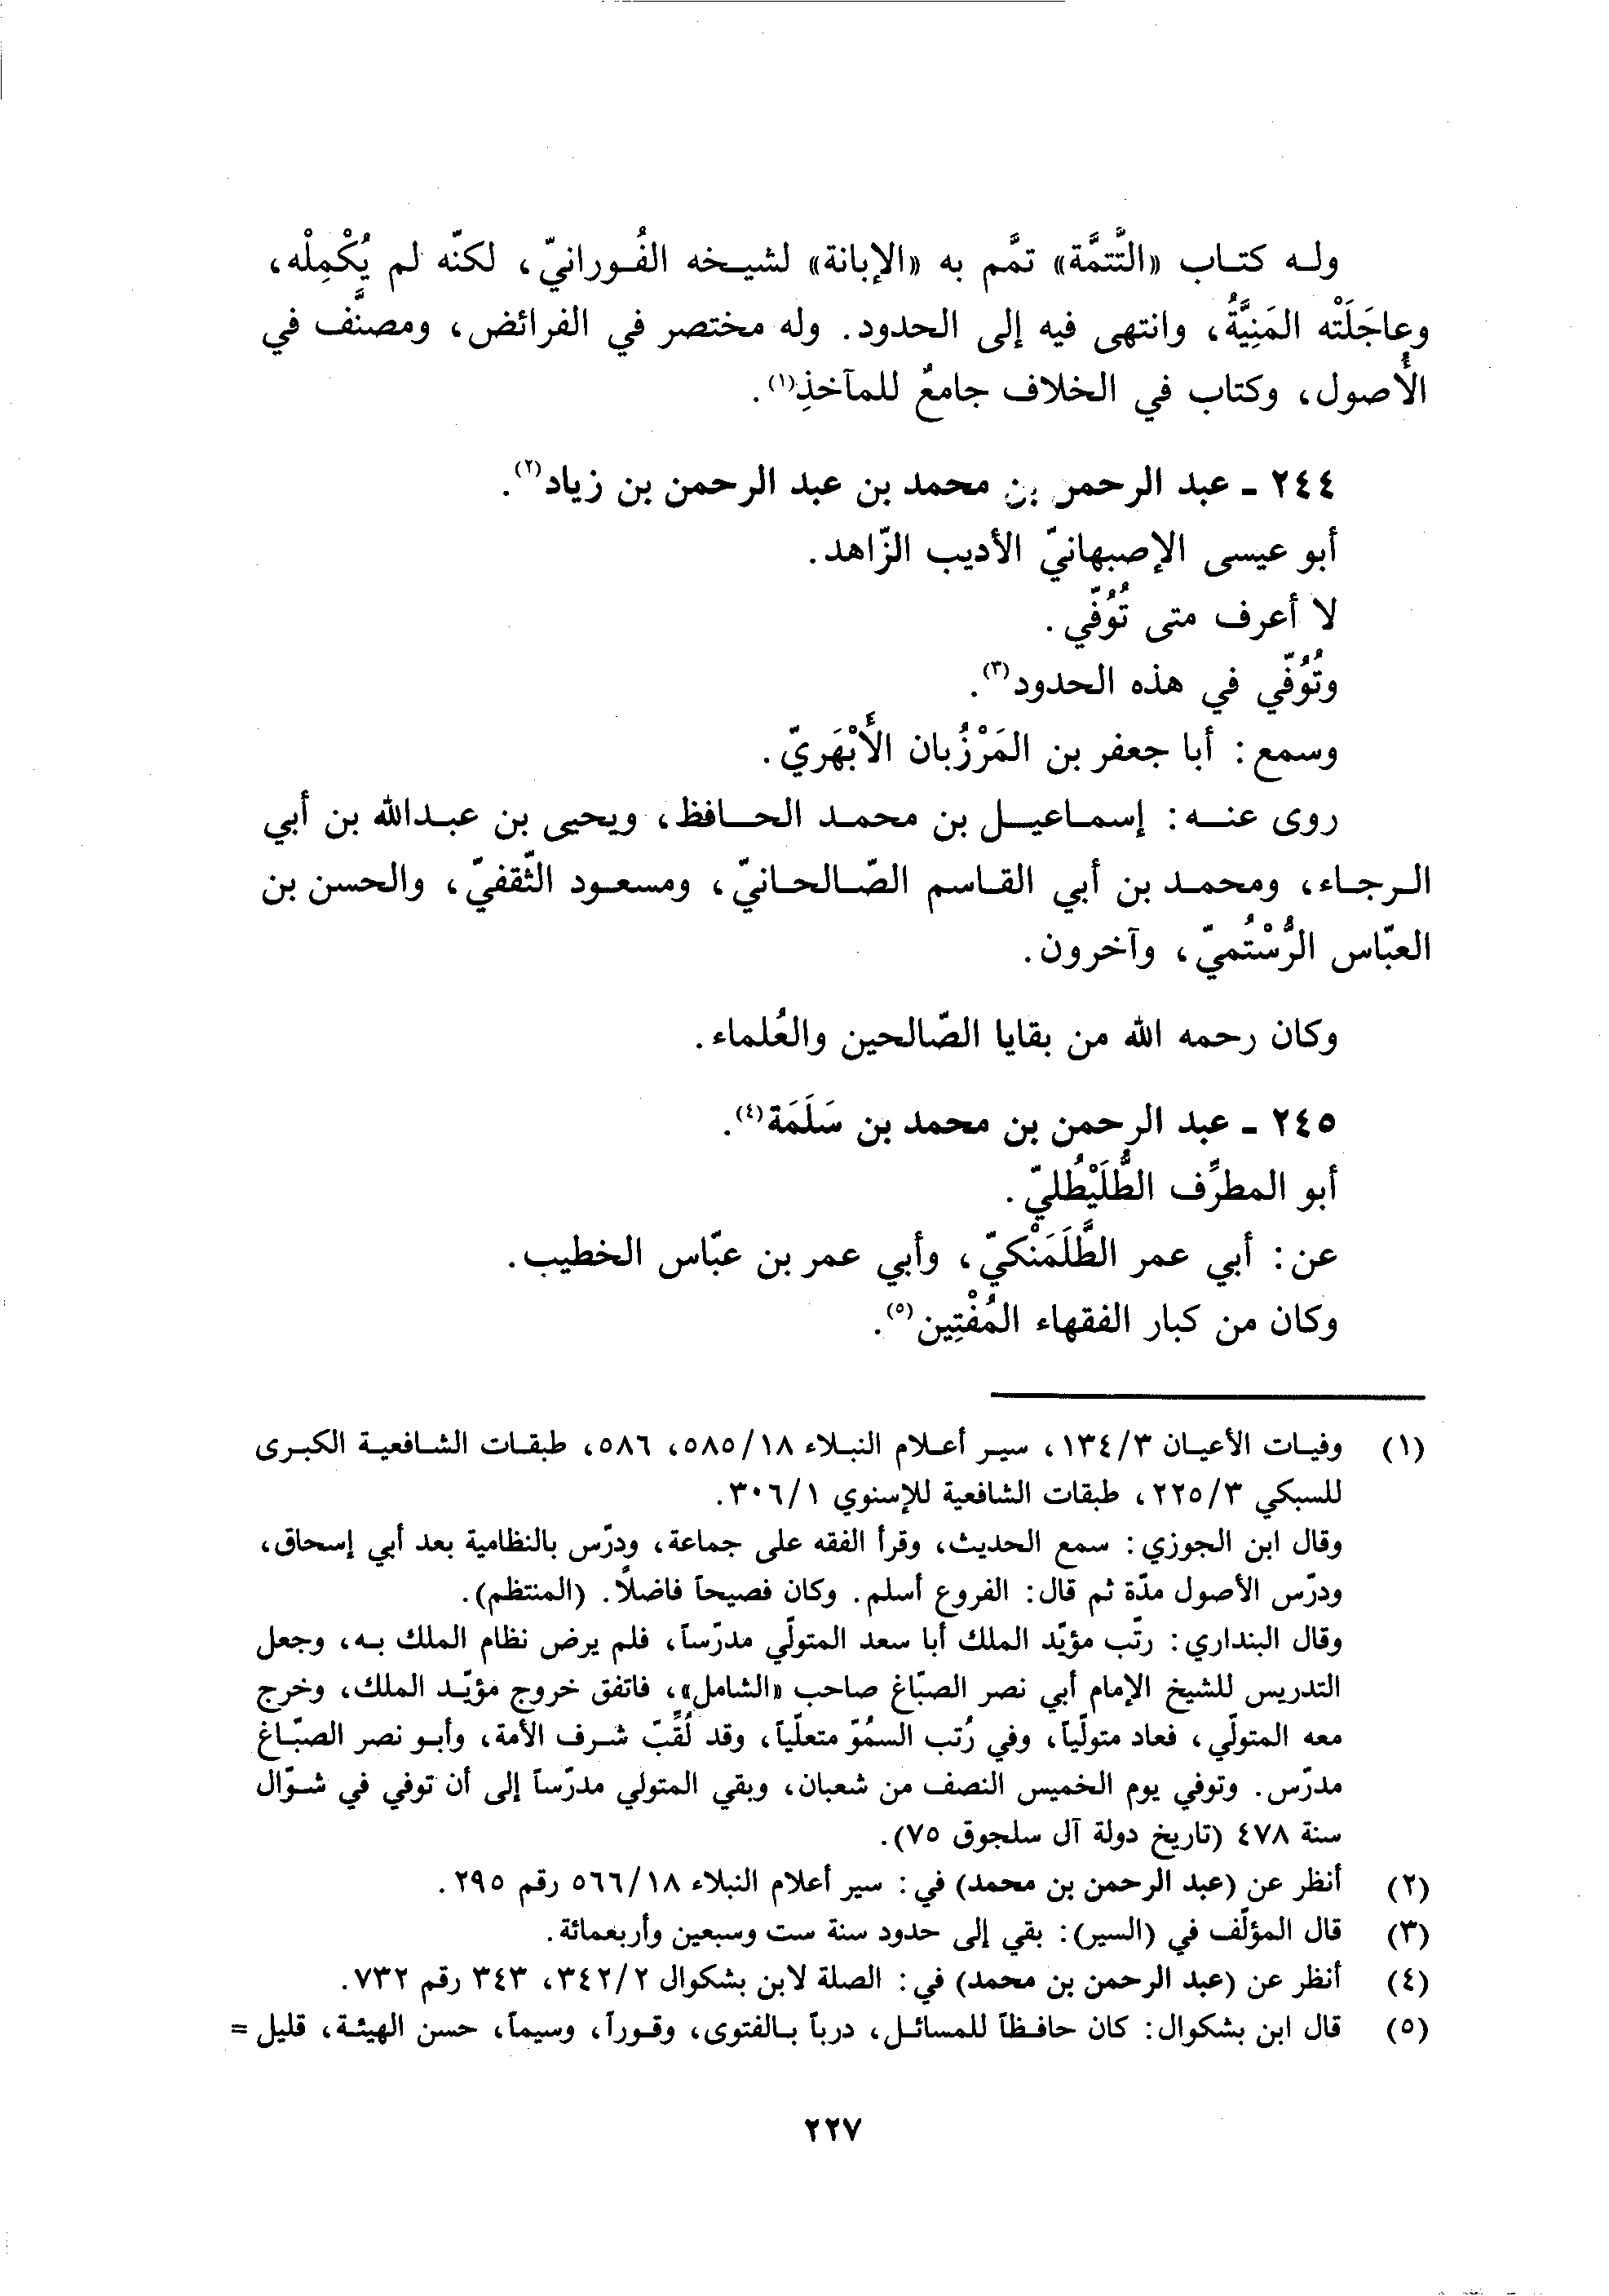 وله كتاب «التَّتمَّة» تمَّم به «الإبانة» لشيخه الفُورانيّ، لكنّه لم يُكْمِلْه،
وعاجَلَتْه المَنِيَّةُ، وانتهى فيه إلى الحدود. وله مختصر في الفرائض، ومصنَّف في
الأُصول، وكتاب في الخلاف جامعُ للمآخذِ(١).
٢٤٤ ـ عبد الرحمن بن محمد بن عبد الرحمن بن زياد(٢).
أبو عيسى الإصبهانيّ الأديب الزّاهد.
لا أعرف متى تُوُفّي.
وتُوُفّي في هذه الحدود(٣).
وسمع: أبا جعفر بن المَرْزُبان الأَبْهَريّ.
روى عنه: إسماعيل بن محمد الحافظ، ويحيى بن عبدالله بن أبي
الرجاء، ومحمد بن أبي القاسم الصّالحانيّ، ومسعود الثّقفيّ، والحسن بن
العبّاس الرُّسْتُميّ، وآخرون.
وكان رحمه الله من بقايا الصّالحين والعُلماء.
٢٤٥ ـ عبد الرحمن بن محمد بن سَلَمَة(٤).
أبو المطرِّف الطُّلَيْطُليّ.
عن: أبي عمر الطَّلَمَنْكيّ، وأبي عمر بن عبّاس الخطيب.
وكان من كبار الفقهاء المُفْتِين(٥).
(١) وفيات الأعيان ١٣٤/٣، سير أعلام النبلاء ٥٨٥/١٨، ٥٨٦، طبقات الشافعية الكبرى
للسبكي ٢٢٥/٣، طبقات الشافعية للإسنوي ٣٠٦/١.
وقال ابن الجوزي: سمع الحديث، وقرأ الفقه على جماعة، ودرّس بالنظامية بعد أبي إسحاق،
ودرّس الأصول مدّة ثم قال: الفروع أسلم. وكان فصيحاً فاضلاً. (المنتظم).
وقال البنداري: رتّب مؤيّد الملك أبا سعد المتولّي مدرّساً، فلم يرض نظام الملك به، وجعل
التدريس للشيخ الإمام أبي نصر الصبّاغ صاحب «الشامل»، فاتفق خروج مؤيّد الملك، وخرج
معه المتولّي، فعاد متولّياً، وفي رُتب السمُوّ متعلّياً، وقد لُقِّبّ شرف الأمة، وأبو نصر الصبّاغ
مدرّس. وتوفي يوم الخميس النصف من شعبان، وبقي المتولي مدرّساً إلى أن توفي في شوّال
سنة ٤٧٨ (تاريخ دولة آل سلجوق ٧٥).
(٢) أنظر عن (عبد الرحمن بن محمد) في: سير أعلام النبلاء ٥٦٦/١٨ رقم ٢٩٥.
(٣) قال المؤلّف في (السير): بقي إلى حدود سنة ست وسبعين وأربعمائة.
(٤) أنظر عن (عبد الرحمن بن محمد) في: الصلة لابن بشكوال ٣٤٢/٢، ٣٤٣ رقم ٧٣٢.
(٥) قال ابن بشكوال: كان حافظاً للمسائل، درباً بالفتوى، وقوراً، وسيماً، حسن الهيئة، قليل =
٢٢٧